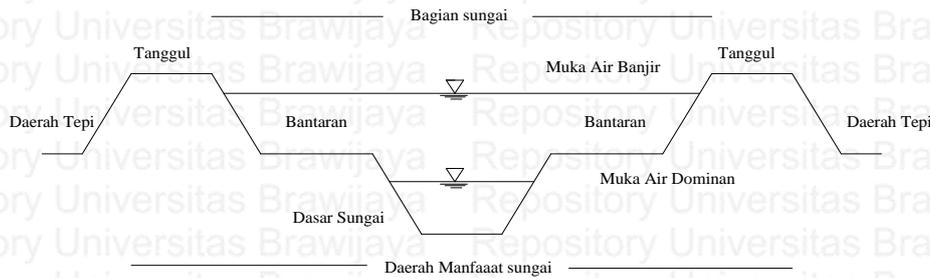 Bagian sungai
Tanggul
Tanggul
Muka Air Banjir
Daerah Tepi
Bantaran
Bantaran
Daerah Tepi
Muka Air Dominan
Dasar Sungai
Daerah Manfaaat sungai